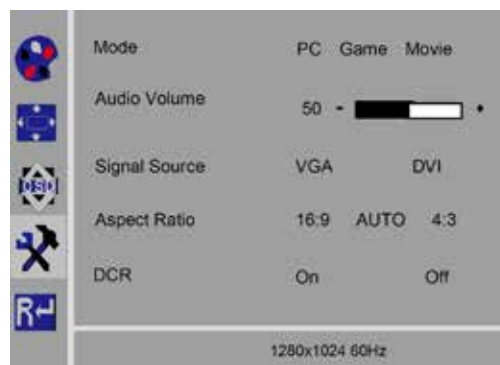 Mode PC Game Movie
Audio Volume 50 - +
Signal Source VGA DVI
OSD
Aspect Ratio 16:9 AUTO 4:3
DCR On Off
R
1280x1024 60Hz